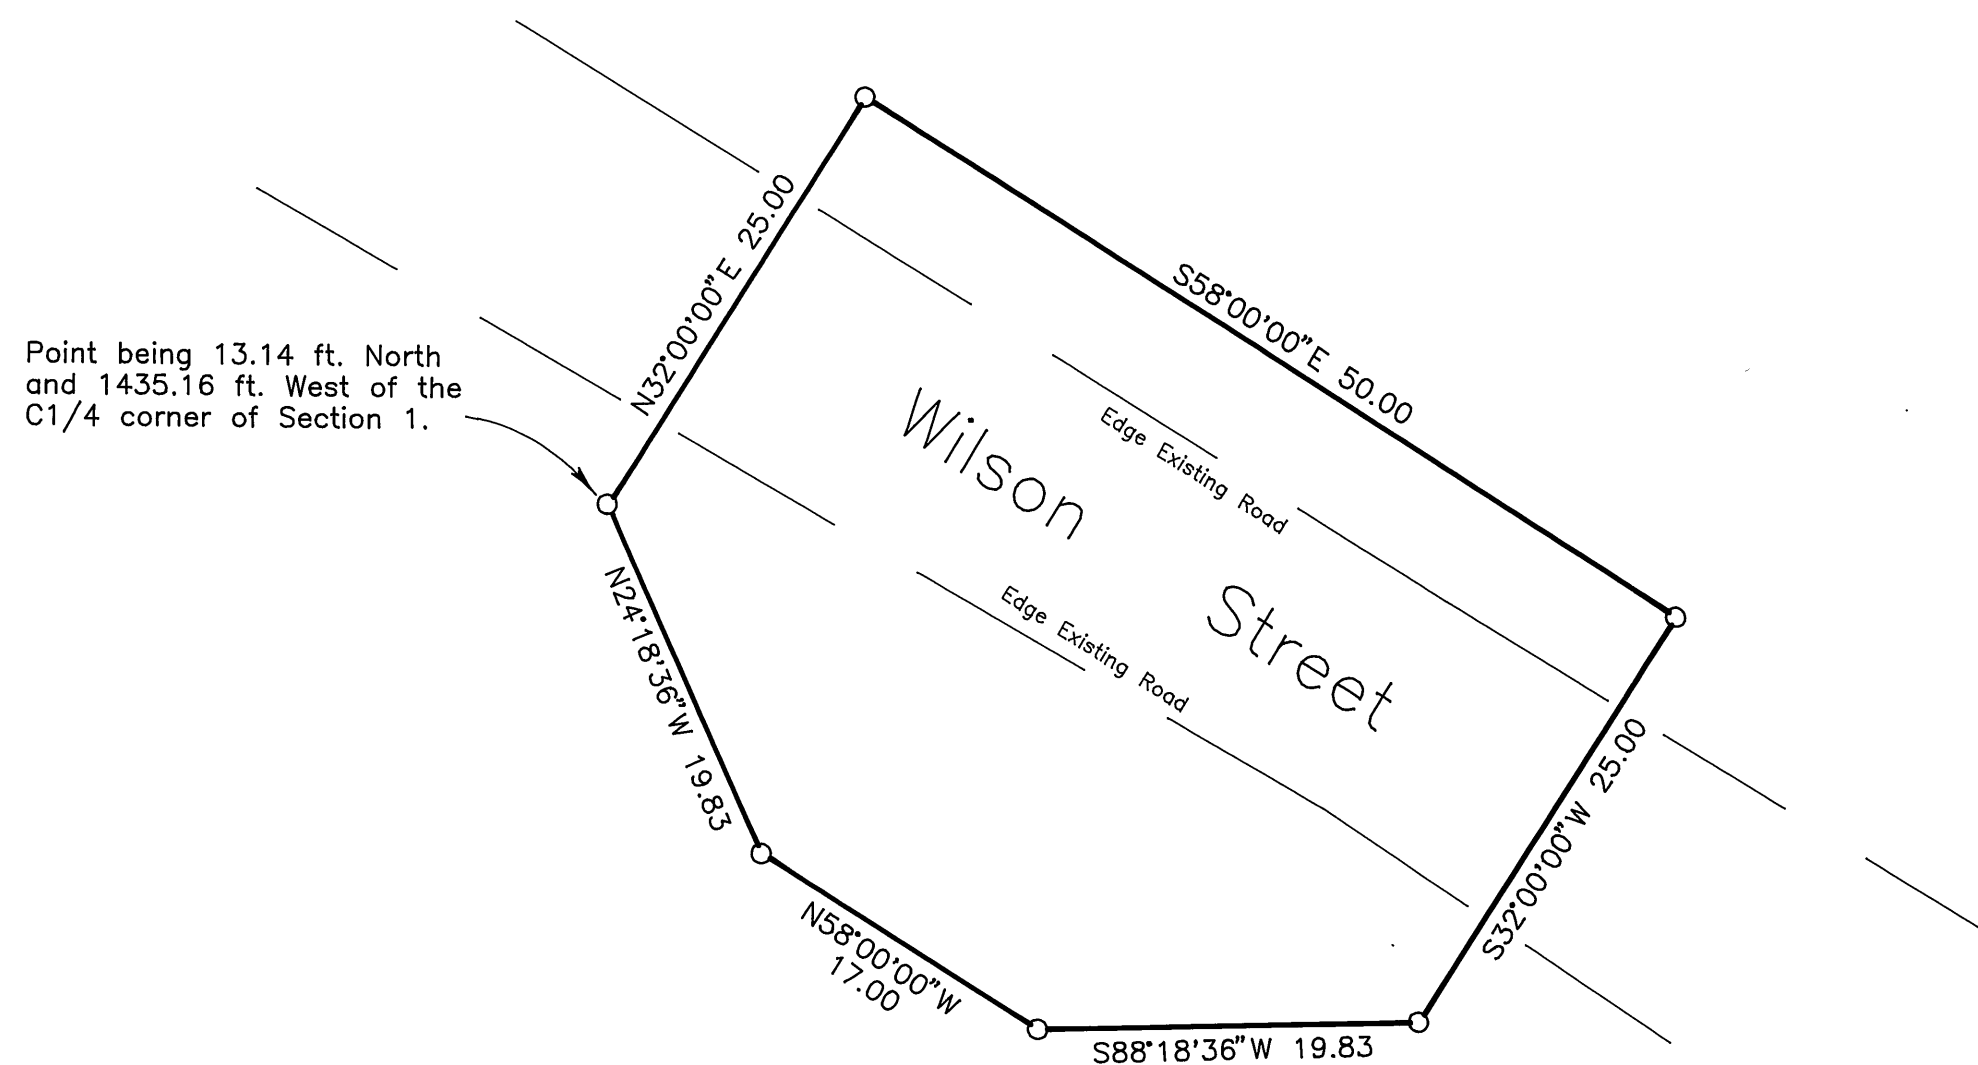 N32°00'00"E 25.00
S58°00'00"E 50.00
Point being 13.14 ft. North
and 1435.16 ft. West of the
C1/4 corner of Section 1.
Wilson
Street
Edge Existing Road
Edge Existing Road
N24°18'36"W 19.83
S32°00'00"W 25.00
N58°00'00"W
17.00
S88°18'36"W 19.83